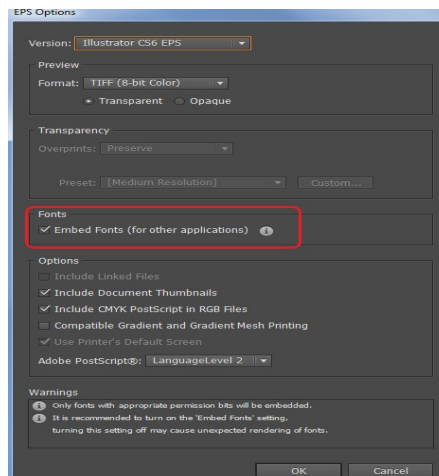 EPS Options
Version: Illustrator CS6 EPS
Preview
Format: TIFF (8-bit Color)
Transparent Opaque
Transparency
Overprints: Preserve
Preset: [Medium Resolution] Custom...
Fonts
Embed Fonts (for other applications)
Options
Include Linked Files
Include Document Thumbnails
Include CMYK PostScript in RGB Files
Compatible Gradient and Gradient Mesh Printing
Use Printer's Default Screen
Adobe PostScript®: LanguageLevel 2
Warnings
Only fonts with appropriate permission bits will be embedded.
It is recommended to turn on the 'Embed Fonts' setting,
turning this setting off may cause unexpected rendering of fonts.
OK Cancel